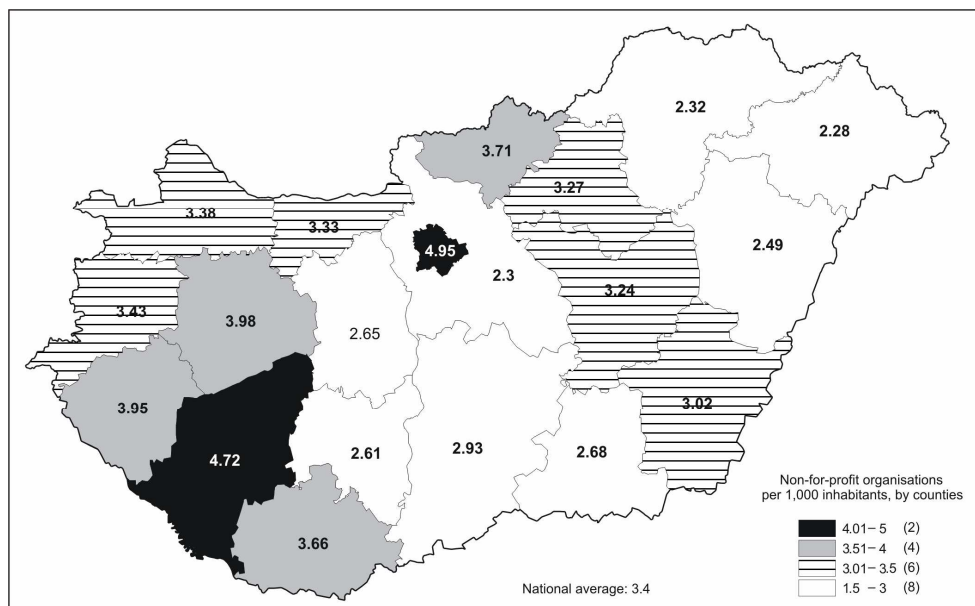 2.32
2.28
3.71
3.27
3.38
3.33
4.95
2.49
2.3
3.24
3.43
3.98
2.65
3.95
3.02
4.72
2.61
2.93
2.68
3.66
Non-for-profit organisations
per 1,000 inhabitants, by counties
4.01– 5 (2)
3.51– 4 (4)
3.01– 3.5 (6)
1.5 – 3 (8)
National average: 3.4